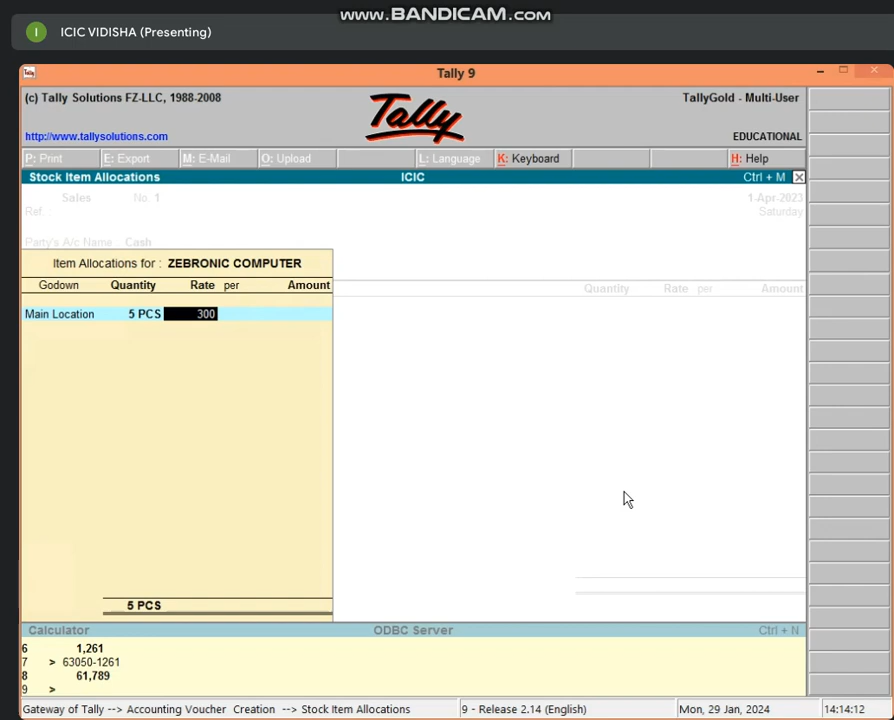 www.BANDICAM.com
I ICIC VIDISHA (Presenting)
Tally Tally 9
(c) Tally Solutions FZ-LLC, 1988-2008 Tally TallyGold - Multi-User
http://www.tallysolutions.com EDUCATIONAL
P: Print E: Export M: E-Mail O: Upload L: Language K: Keyboard H: Help
Stock Item Allocations ICIC Ctrl + M
Sales No. 1 1-Apr-2023
Ref. : Saturday
Party's A/c Name : Cash
Item Allocations for : ZEBRONIC COMPUTER
Godown Quantity Rate per Amount Quantity Rate per Amount
Main Location 5 PCS 300
5 PCS
Calculator ODBC Server Ctrl + N
6 1,261
7 > 63050-1261
8 61,789
9 >
Gateway of Tally --> Accounting Voucher Creation --> Stock Item Allocations 9 - Release 2.14 (English) Mon, 29 Jan, 2024 14:14:12